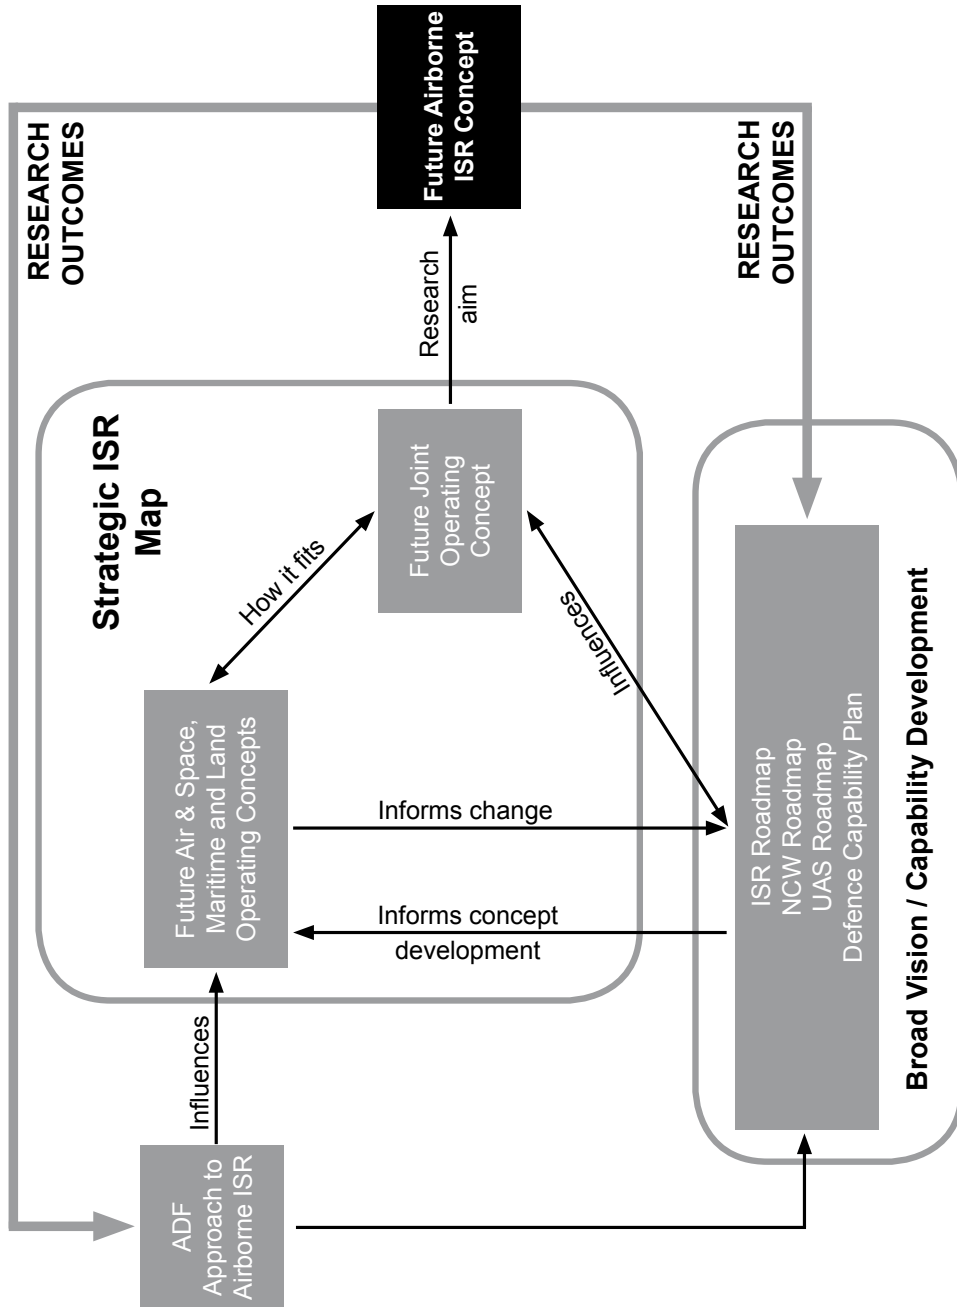 RESEARCH
OUTCOMES
Strategic ISR
Map
ADF
Approach to
Airborne ISR
Influences
Future Air & Space,
Maritime and Land
Operating Concepts
How it fits
Future Joint
Operating
Concept
Research
aim
Future Airborne
ISR Concept
Informs concept
development
Informs change
Influences
RESEARCH
OUTCOMES
ISR Roadmap
NCW Roadmap
UAS Roadmap
Defence Capability Plan
Broad Vision / Capability Development